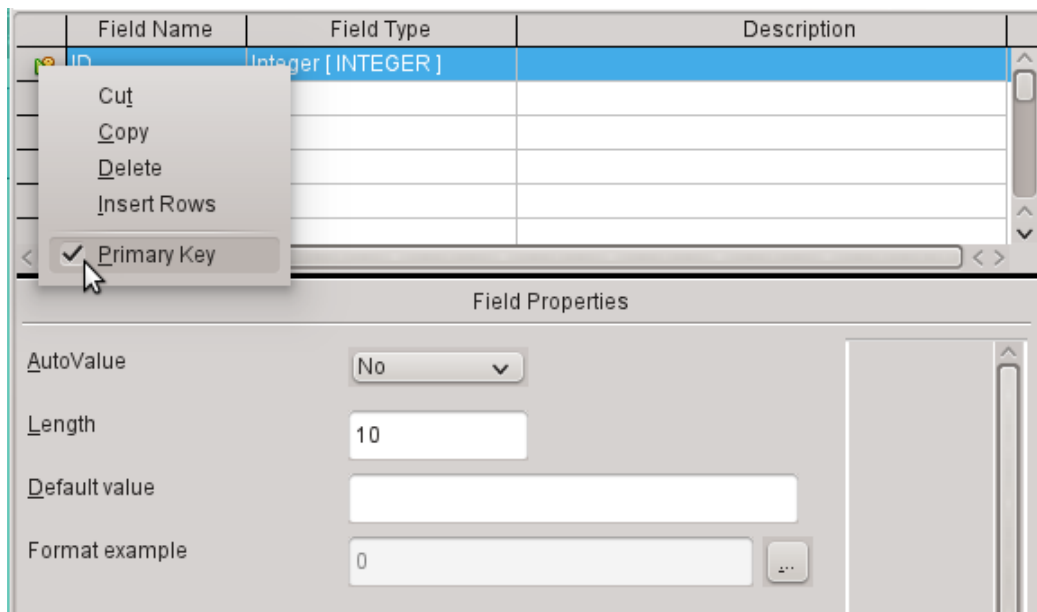 Field Name Field Type Description
ID Integer [ INTEGER ]
Cut
Copy
Delete
Insert Rows
Primary Key
Field Properties
AutoValue No
Length 10
Default value
Format example 0 ...